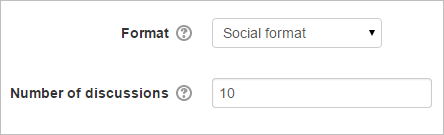 Format Social format
Number of discussions 10